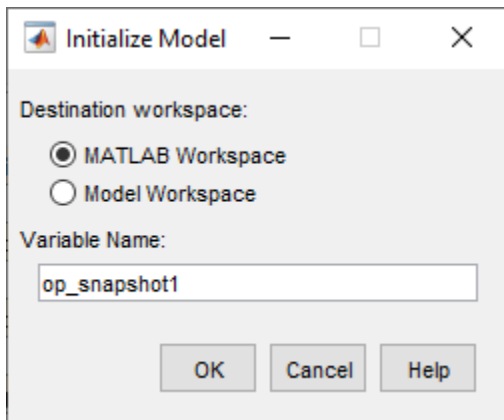 Initialize Model
Destination workspace:
MATLAB Workspace
Model Workspace
Variable Name:
op_snapshot1
OK Cancel Help